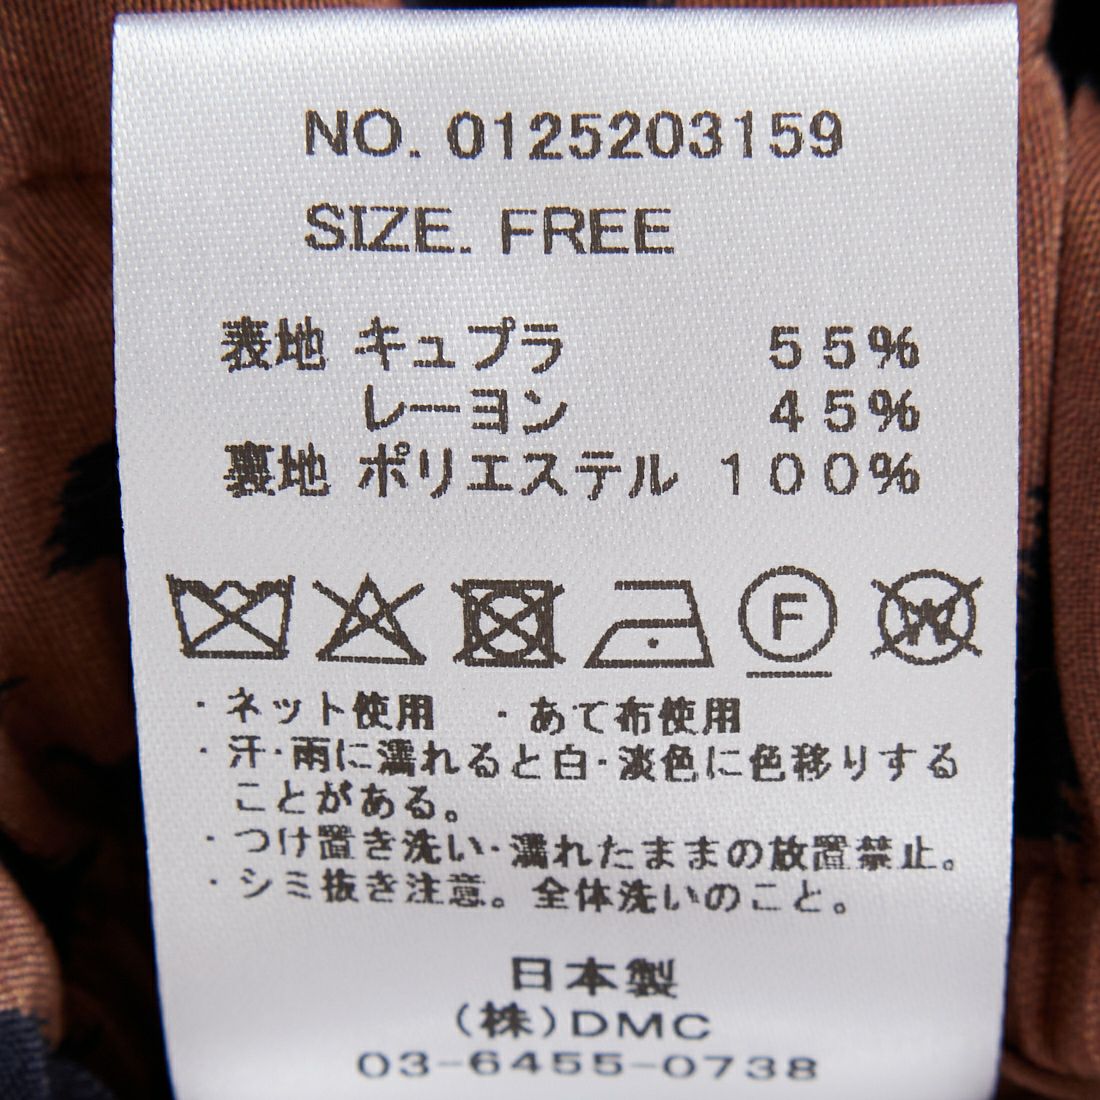 NO. 0125203159
SIZE. FREE
表地 キュプラ 55%
レーヨン 45%
裏地 ポリエステル 100%
F W
・ネット使用 ・あて布使用
・汗・雨に濡れると白・淡色に色移りする
ことがある。
・つけ置き洗い・濡れたままの放置禁止。
・シミ抜き注意。全体洗いのこと。
日本製
(株)DMC
03-6455-0738